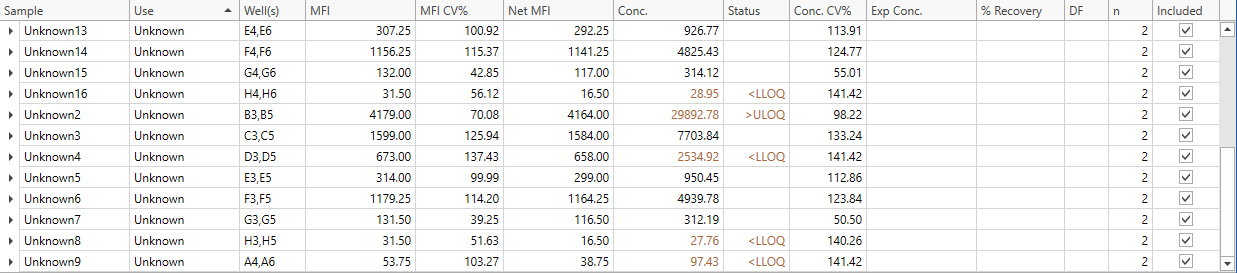 Sample Use Well(s) MFI MFI CV% Net MFI Conc. Status Conc. CV% Exp Conc. % Recovery DF n Included
Unknown13 Unknown E4,E6 307.25 100.92 292.25 926.77 113.91 2
Unknown14 Unknown F4,F6 1156.25 115.37 1141.25 4825.43 124.77 2
Unknown15 Unknown G4,G6 132.00 42.85 117.00 314.12 55.01 2
Unknown16 Unknown H4,H6 31.50 56.12 16.50 28.95 <LLOQ 141.42 2
Unknown2 Unknown B3,B5 4179.00 70.08 4164.00 29892.78 >ULOQ 98.22 2
Unknown3 Unknown C3,C5 1599.00 125.94 1584.00 7703.84 133.24 2
Unknown4 Unknown D3,D5 673.00 137.43 658.00 2534.92 <LLOQ 141.42 2
Unknown5 Unknown E3,E5 314.00 99.99 299.00 950.45 112.86 2
Unknown6 Unknown F3,F5 1179.25 114.20 1164.25 4939.78 123.84 2
Unknown7 Unknown G3,G5 131.50 39.25 116.50 312.19 50.50 2
Unknown8 Unknown H3,H5 31.50 51.63 16.50 27.76 <LLOQ 140.26 2
Unknown9 Unknown A4,A6 53.75 103.27 38.75 97.43 <LLOQ 141.42 2